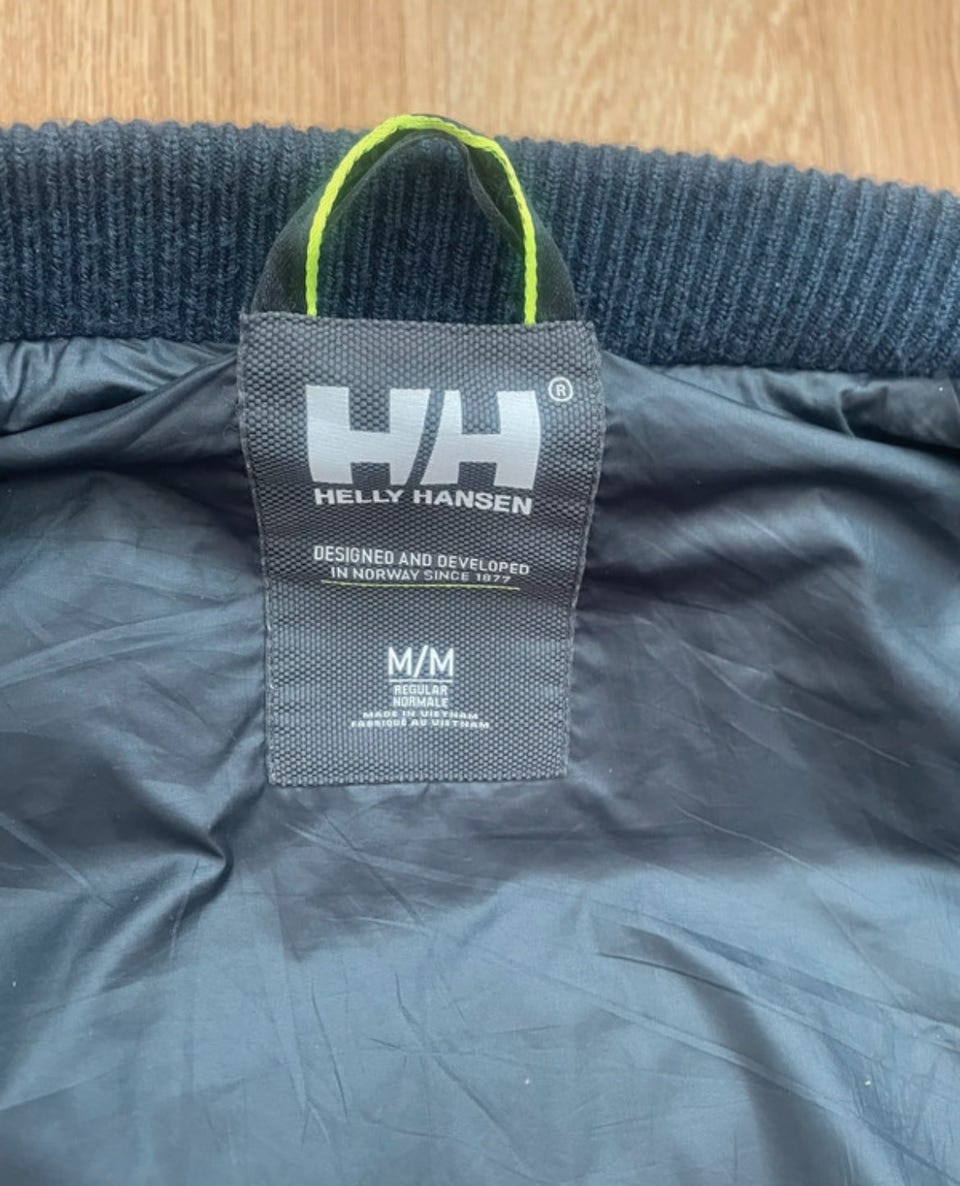 HH ®
HELLY HANSEN
DESIGNED AND DEVELOPED
IN NORWAY SINCE 1877
M/M
REGULAR
NORMALE
MADE IN VIETNAM
FABRIQUÉ AU VIETNAM